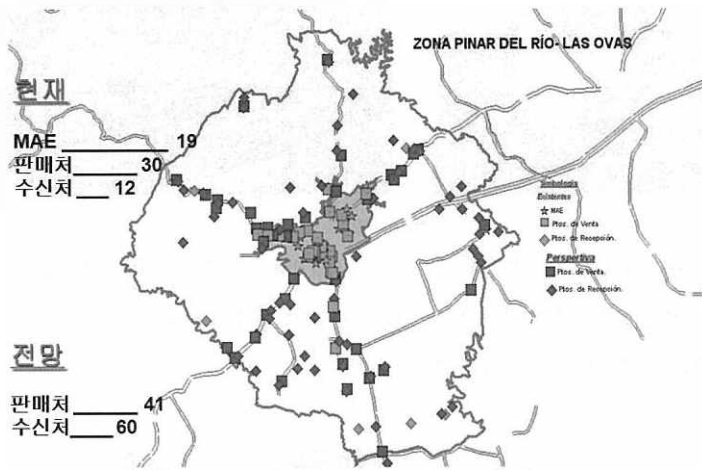 ZONA PINAR DEL RÍO- LAS OVAS
현재
MAE 19
판매처 30
수신처 12
Simbología
Existentes
MAE
Ptos. de Venta
Ptos. de Recepción.
Perspectiva
Ptos. de Venta.
Ptos. de Recepción.
전망
판매처 41
수신처 60